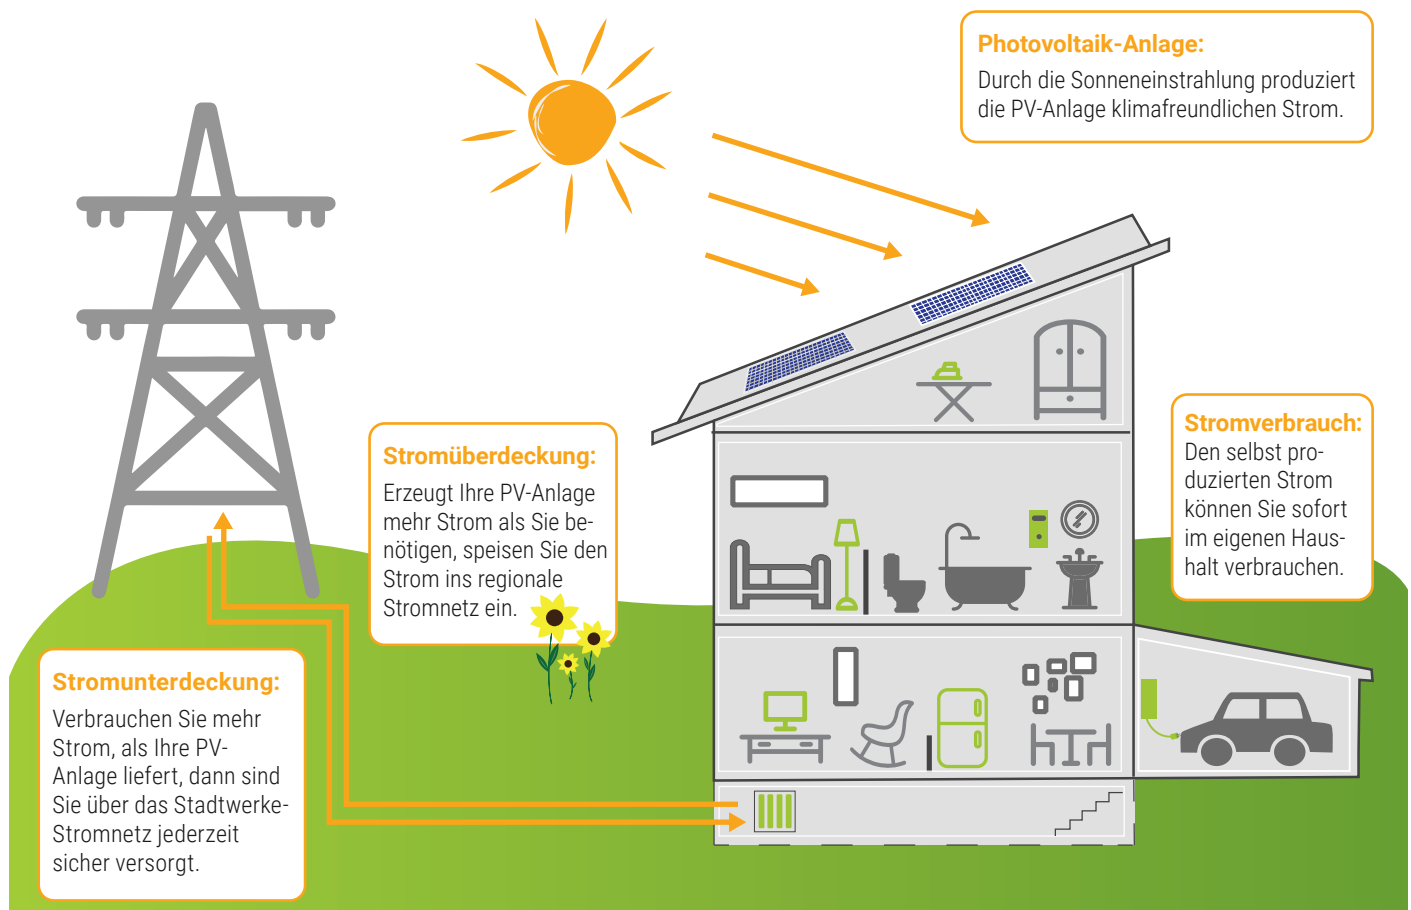 Photovoltaik-Anlage:
Durch die Sonneneinstrahlung produziert
die PV-Anlage klimafreundlichen Strom.
Stromverbrauch:
Den selbst pro-
duzierten Strom
können Sie sofort
im eigenen Haus-
halt verbrauchen.
Stromüberdeckung:
Erzeugt Ihre PV-Anlage
mehr Strom als Sie be-
nötigen, speisen Sie den
Strom ins regionale
Stromnetz ein.
Stromunterdeckung:
Verbrauchen Sie mehr
Strom, als Ihre PV-
Anlage liefert, dann sind
Sie über das Stadtwerke-
Stromnetz jederzeit
sicher versorgt.